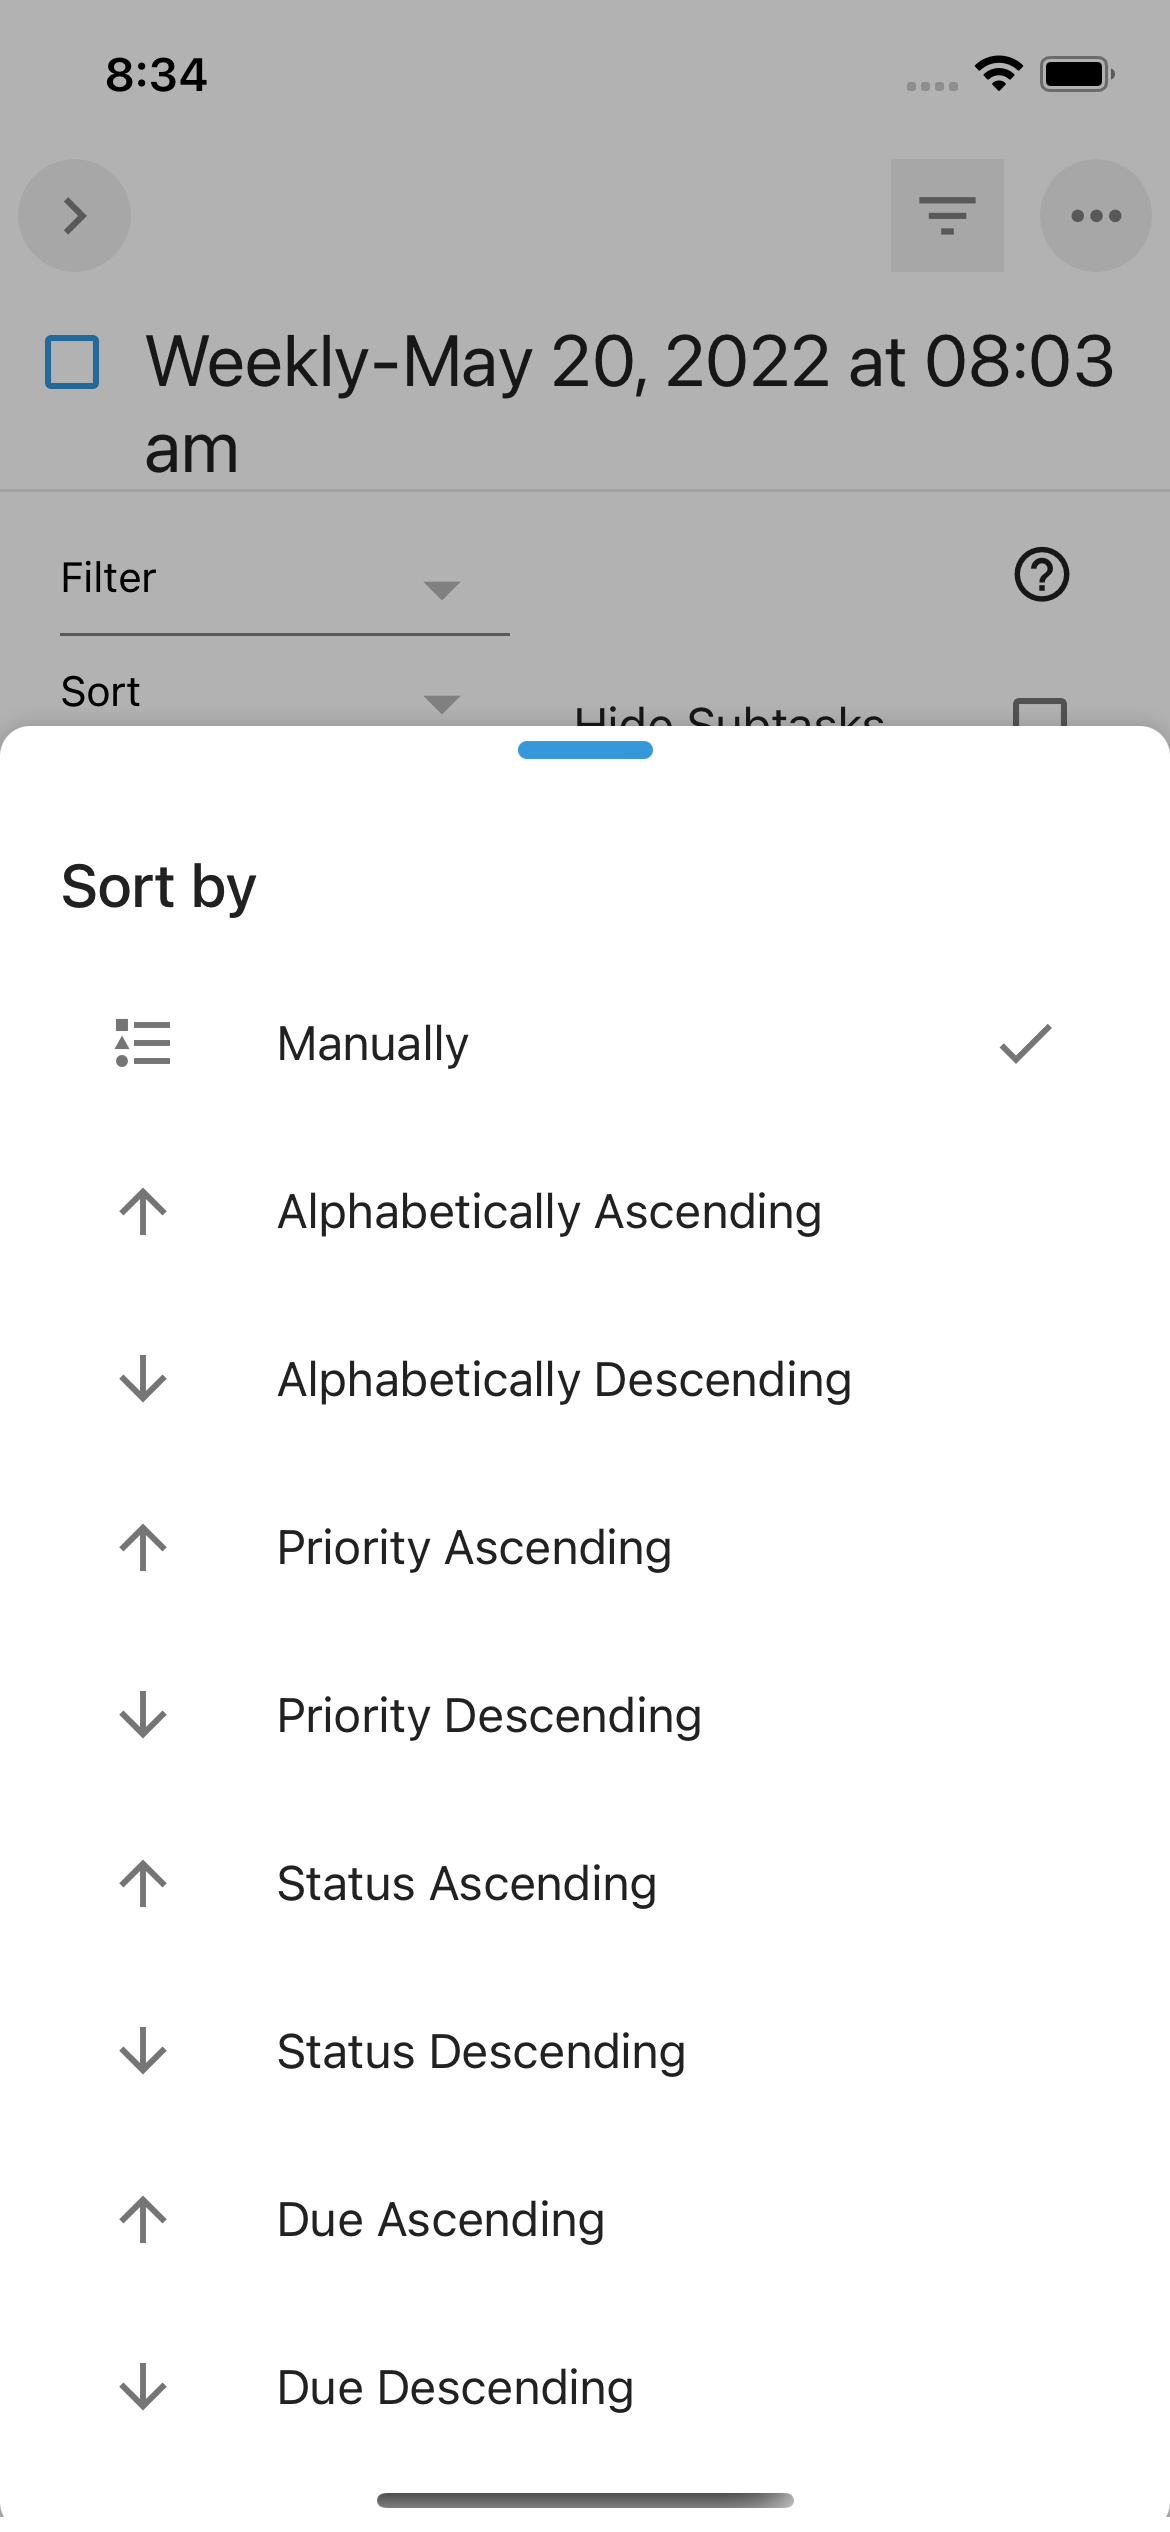 8:34
Weekly-May 20, 2022 at 08:03
am
Filter
Sort
Hide Subtasks
Sort by
Manually
Alphabetically Ascending
Alphabetically Descending
Priority Ascending
Priority Descending
Status Ascending
Status Descending
Due Ascending
Due Descending